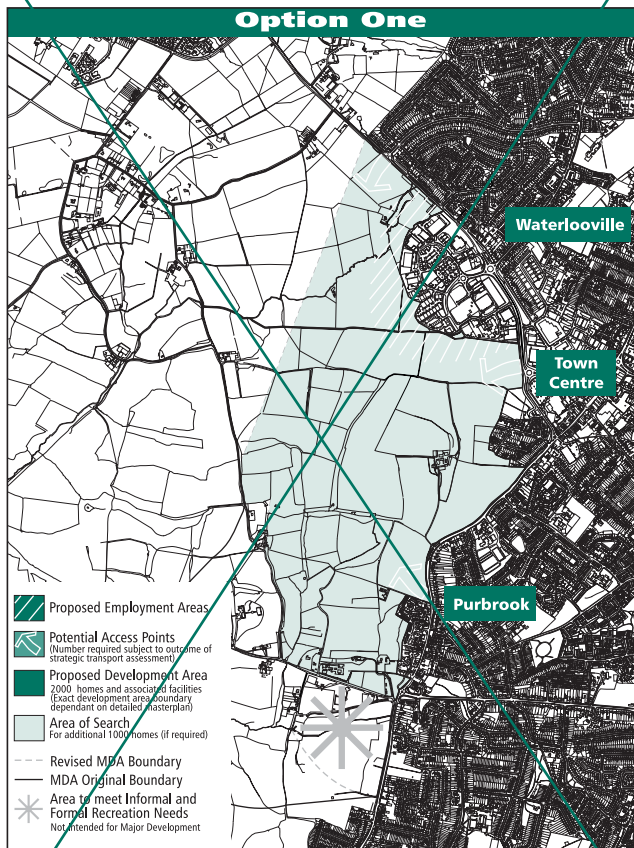 Option One
Waterlooville
Town
Centre
Purbrook
Proposed Employment Areas
Potential Access Points
(Number required subject to outcome of
strategic transport assessment)
Proposed Development Area
2000 homes and associated facilities
(Exact development area boundary
dependant on detailed masterplan)
Area of Search
For additional 1000 homes (if required)
Revised MDA Boundary
MDA Original Boundary
Area to meet Informal and
Formal Recreation Needs
Not intended for Major Development